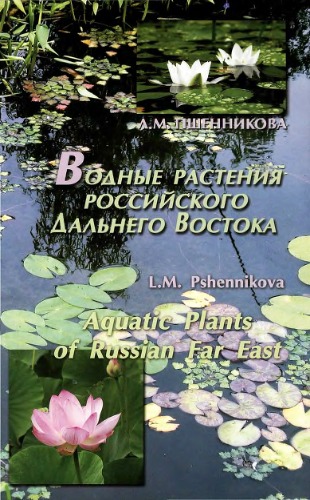 Л.М. ПШЕННИКОВА
ВОДНЫЕ РАСТЕНИЯ
РОССИЙСКОГО
ДАЛЬНЕГО ВОСТОКА
L.M. Pshennikova
Aquatic Plants
of Russian Far East